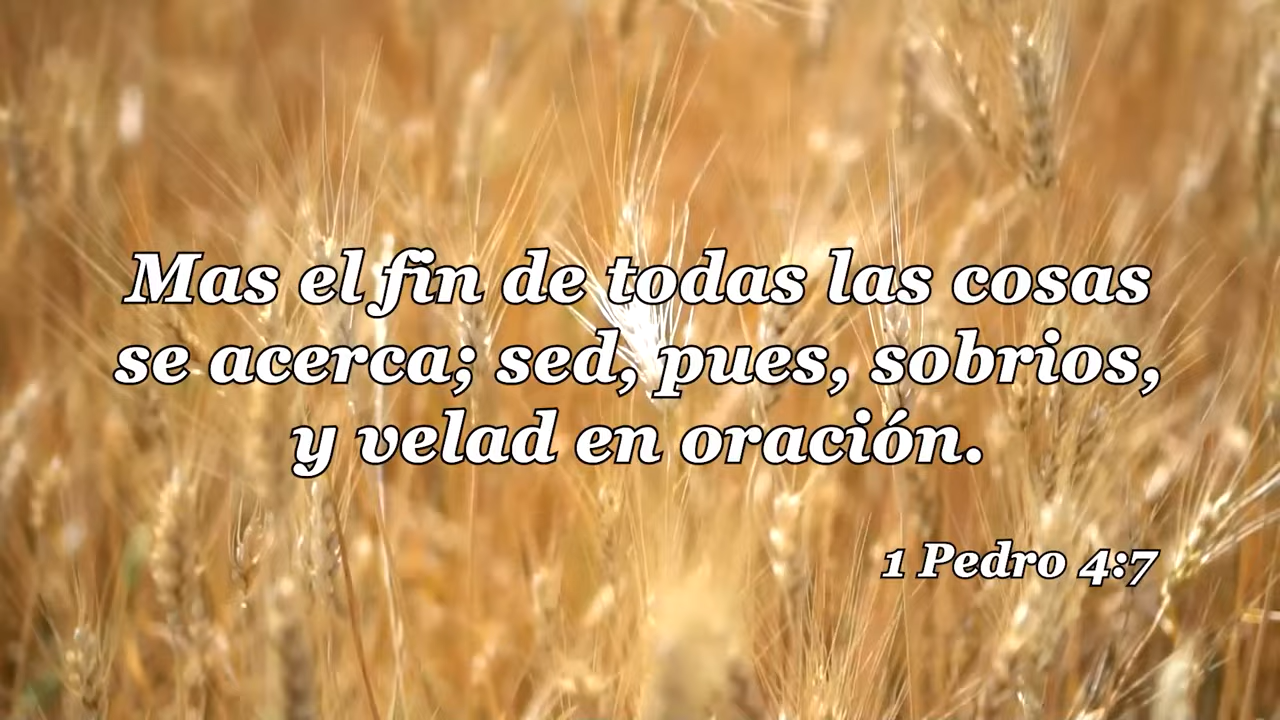 Mas el fin de todas las cosas
se acerca; sed, pues, sobrios,
y velad en oración.
1 Pedro 4:7